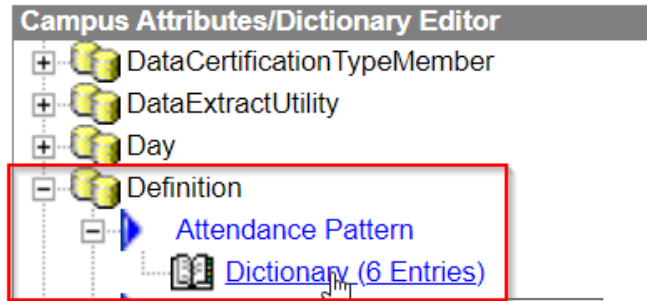 Campus Attributes/Dictionary Editor
DataCertificationTypeMember
DataExtractUtility
Day
Definition
Attendance Pattern
Dictionary (6 Entries)